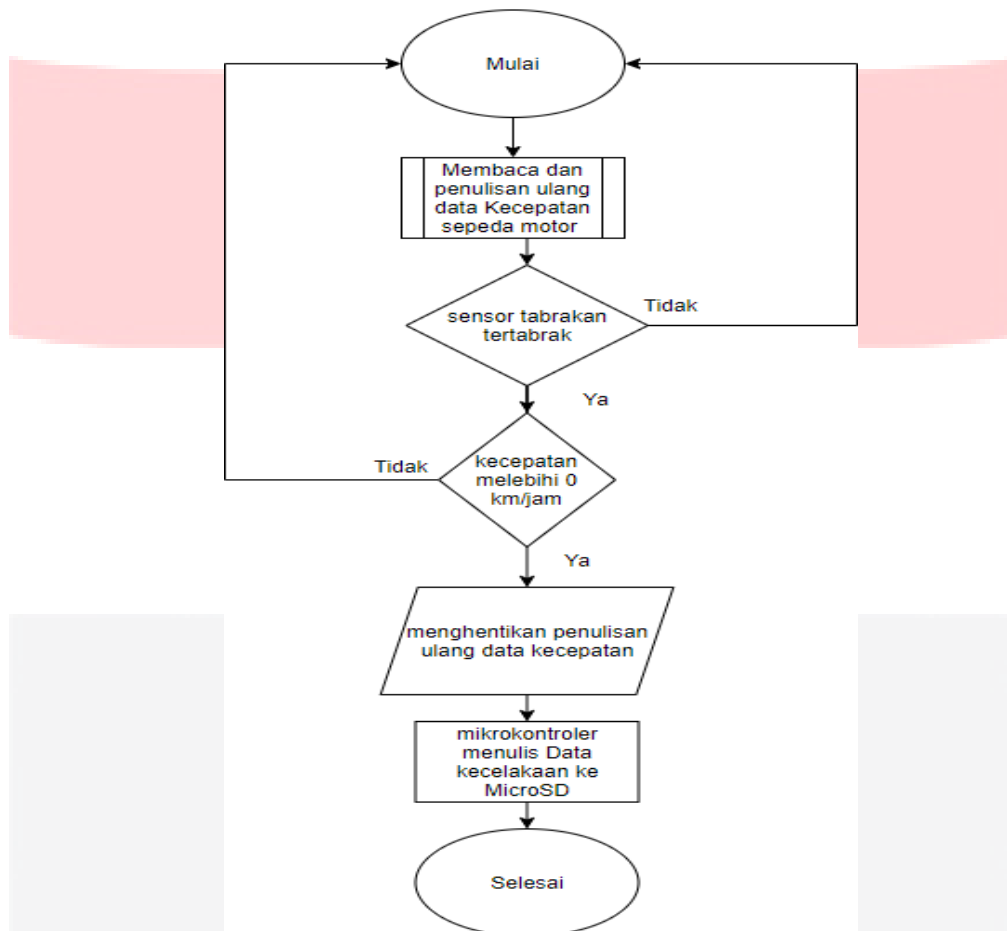 Mulai
Membaca dan
penulisan ulang
data Kecepatan
sepeda motor
sensor tabrakan
tertabrak
Tidak
Ya
kecepatan
melebihi 0
km/jam
Tidak
Ya
menghentikan penulisan
ulang data kecepatan
mikrokontroler
menulis Data
kecelakaan ke
MicroSD
Selesai